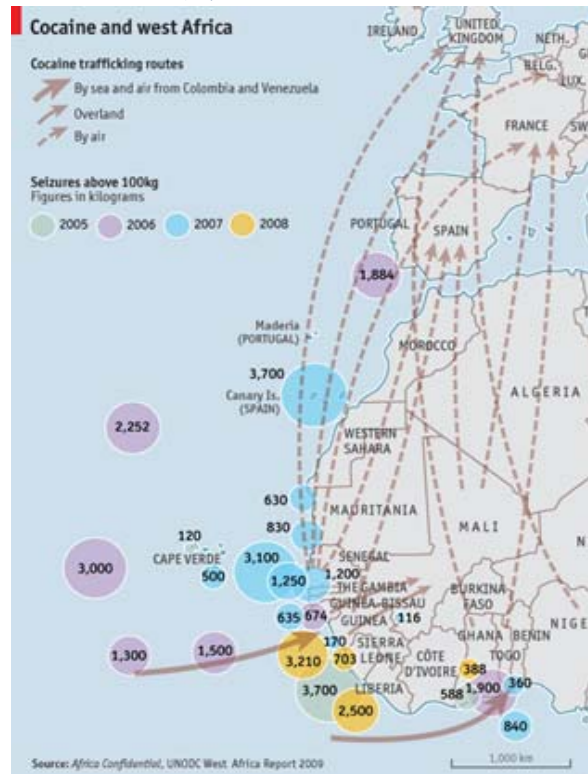 Cocaine and west Africa
Cocaine trafficking routes
By sea and air from Colombia and Venezuela
Overland
By air
Seizures above 100kg
Figures in kilograms
2005
2006
2007
2008
IRELAND
UNITED
KINGDOM
NETH.
BELG.
LUX.
FRANCE
SW
PORTUGAL
SPAIN
1,884
Maderia
(PORTUGAL)
MOROCCO
3,700
Canary Is.
(SPAIN)
ALGERIA
2,252
WESTERN
SAHARA
630
MAURITANIA
830
MALI
120
CAPE VERDE
500
3,000
3,100
1,250
SENEGAL
1,200
THE GAMBIA
GUINEA-BISSAU
GUINEA
116
BURKINA
FASO
NIGE
635
674
170
SIERRA
LEONE
703
CÔTE
D'IVOIRE
GHANA
BENIN
TOGO
388
1,300
1,500
3,210
3,700
LIBERIA
588
1,900
360
2,500
840
Source: Africa Confidential, UNODC West Africa Report 2009
1,000 km